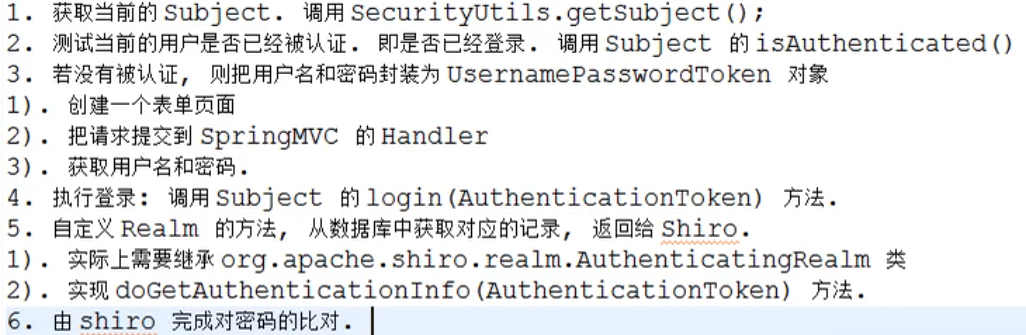 1. 获取当前的 Subject. 调用 SecurityUtils.getSubject();
2. 测试当前的用户是否已经被认证. 即是否已经登录. 调用 Subject 的 isAuthenticated()
3. 若没有被认证, 则把用户名和密码封装为 UsernamePasswordToken 对象
1). 创建一个表单页面
2). 把请求提交到 SpringMVC 的 Handler
3). 获取用户名和密码.
4. 执行登录: 调用 Subject 的 login(AuthenticationToken) 方法.
5. 自定义 Realm 的方法, 从数据库中获取对应的记录, 返回给 Shiro.
1). 实际上需要继承 org.apache.shiro.realm.AuthenticatingRealm 类
2). 实现 doGetAuthenticationInfo(AuthenticationToken) 方法.
6. 由 shiro 完成对密码的比对.